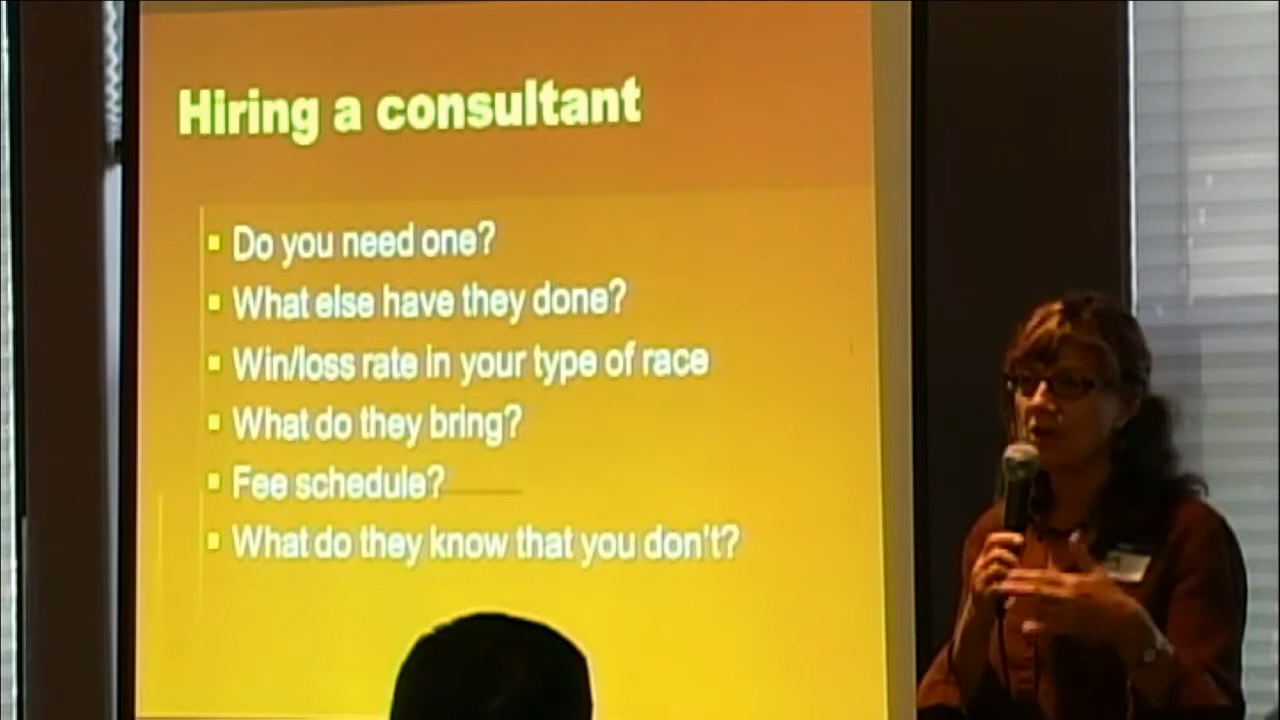 Hiring a consultant
Do you need one?
What else have they done?
Win/loss rate in your type of race
What do they bring?
Fee schedule?
What do they know that you don't?